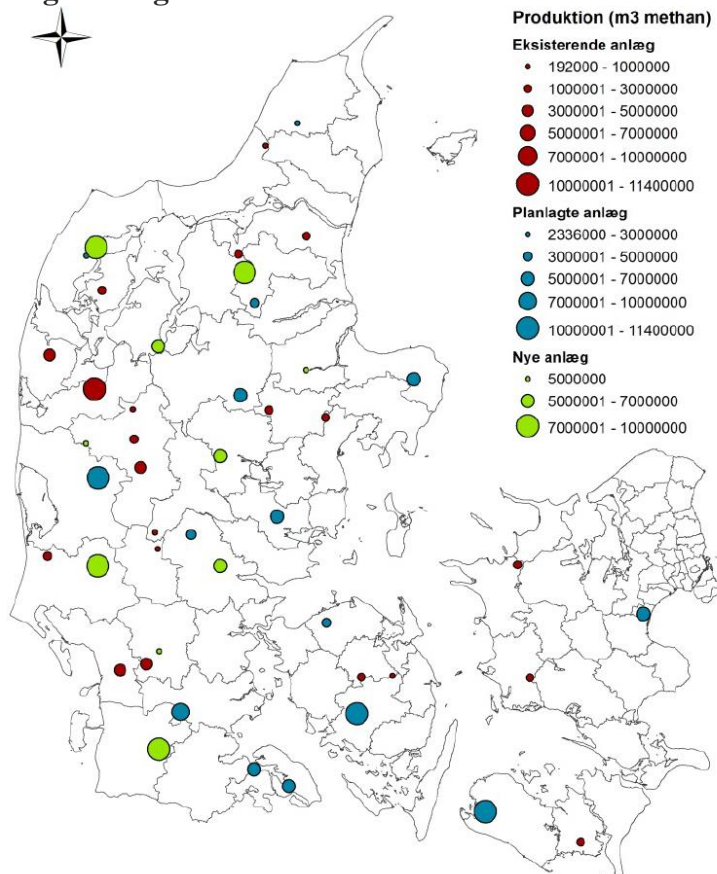 Produktion (m3 methan)
Eksisterende anlæg
192000 - 1000000
1000001 - 3000000
3000001 - 5000000
5000001 - 7000000
7000001 - 10000000
10000001 - 11400000
Planlagte anlæg
2336000 - 3000000
3000001 - 5000000
5000001 - 7000000
7000001 - 10000000
10000001 - 11400000
Nye anlæg
5000000
5000001 - 7000000
7000001 - 10000000